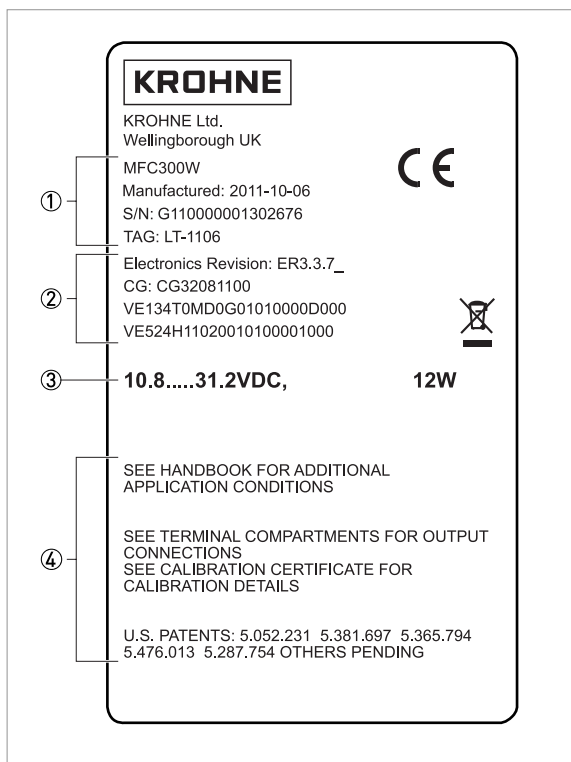 KROHNE
KROHNE Ltd.
Wellingborough UK
① MFC300W
Manufactured: 2011-10-06
S/N: G110000001302676
TAG: LT-1106
② Electronics Revision: ER3.3.7_
CG: CG32081100
VE134T0MD0G01010000D000
VE524H11020010100001000
CE
③ 10.8.....31.2VDC, 12W
④ SEE HANDBOOK FOR ADDITIONAL
APPLICATION CONDITIONS
SEE TERMINAL COMPARTMENTS FOR OUTPUT
CONNECTIONS
SEE CALIBRATION CERTIFICATE FOR
CALIBRATION DETAILS
U.S. PATENTS: 5.052.231 5.381.697 5.365.794
5.476.013 5.287.754 OTHERS PENDING